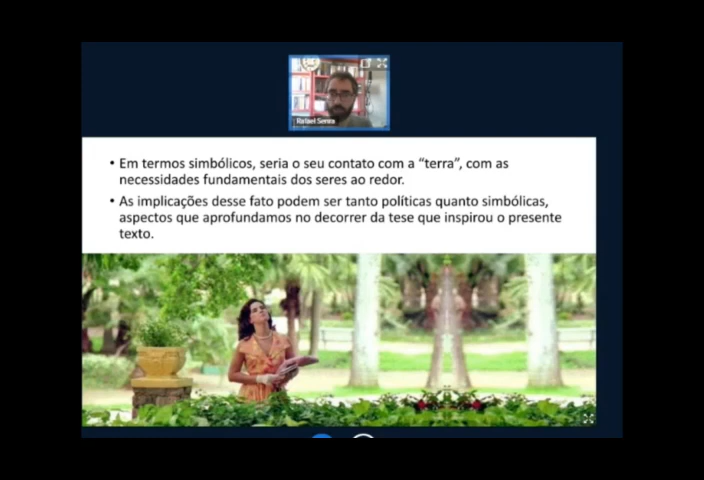 Rafael Senra
• Em termos simbólicos, seria o seu contato com a “terra”, com as
necessidades fundamentais dos seres ao redor.
• As implicações desse fato podem ser tanto políticas quanto simbólicas,
aspectos que aprofundamos no decorrer da tese que inspirou o presente
texto.